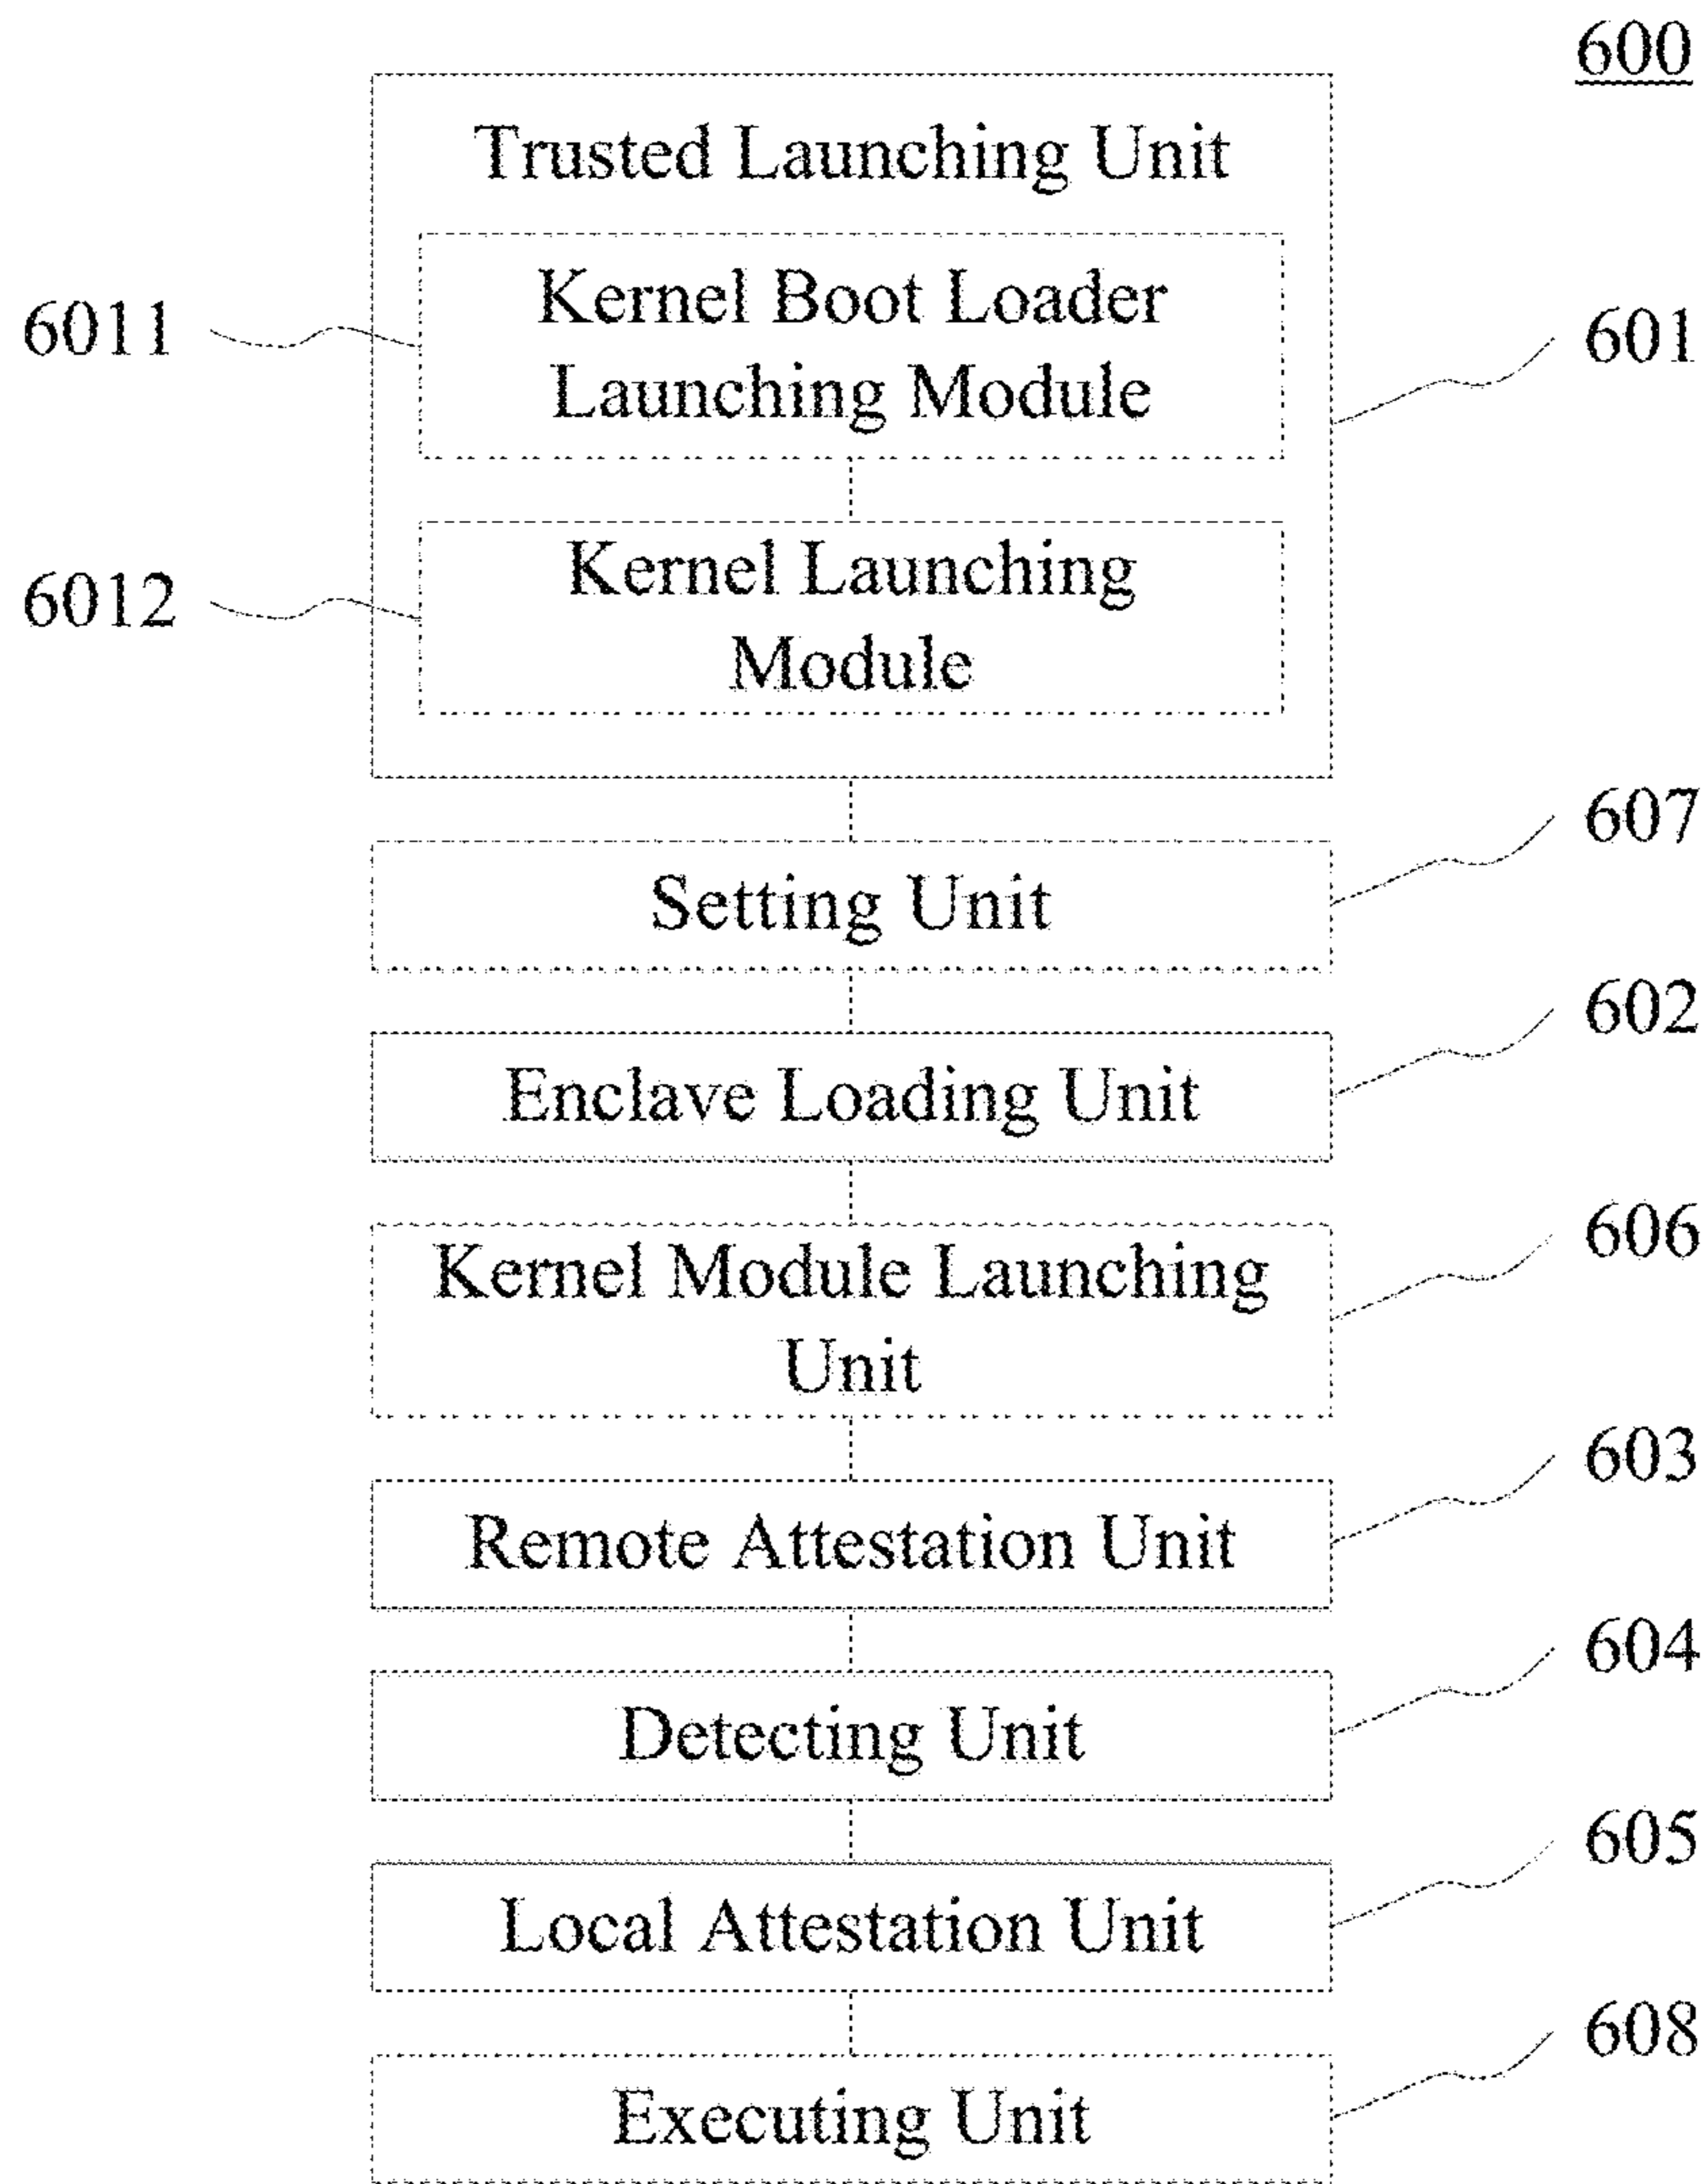 600
Trusted Launching Unit
Kernel Boot Loader
Launching Module
6011
601
Kernel Launching
Module
6012
607
Setting Unit
602
Enclave Loading Unit
606
Kernel Module Launching
Unit
603
Remote Attestation Unit
604
Detecting Unit
605
Local Attestation Unit
608
Executing Unit